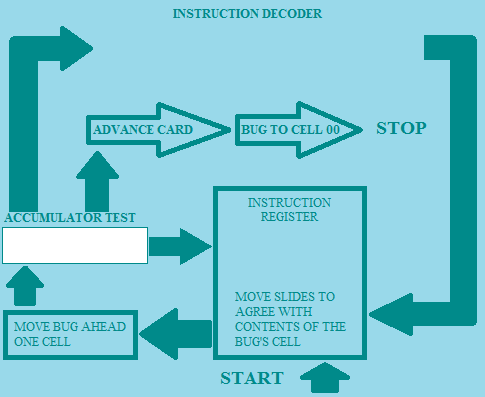 INSTRUCTION DECODER
ADVANCE CARD
BUG TO CELL 00
STOP
ACCUMULATOR TEST
INSTRUCTION
REGISTER
MOVE SLIDES TO
AGREE WITH
CONTENTS OF THE
BUG'S CELL
MOVE BUG AHEAD
ONE CELL
START